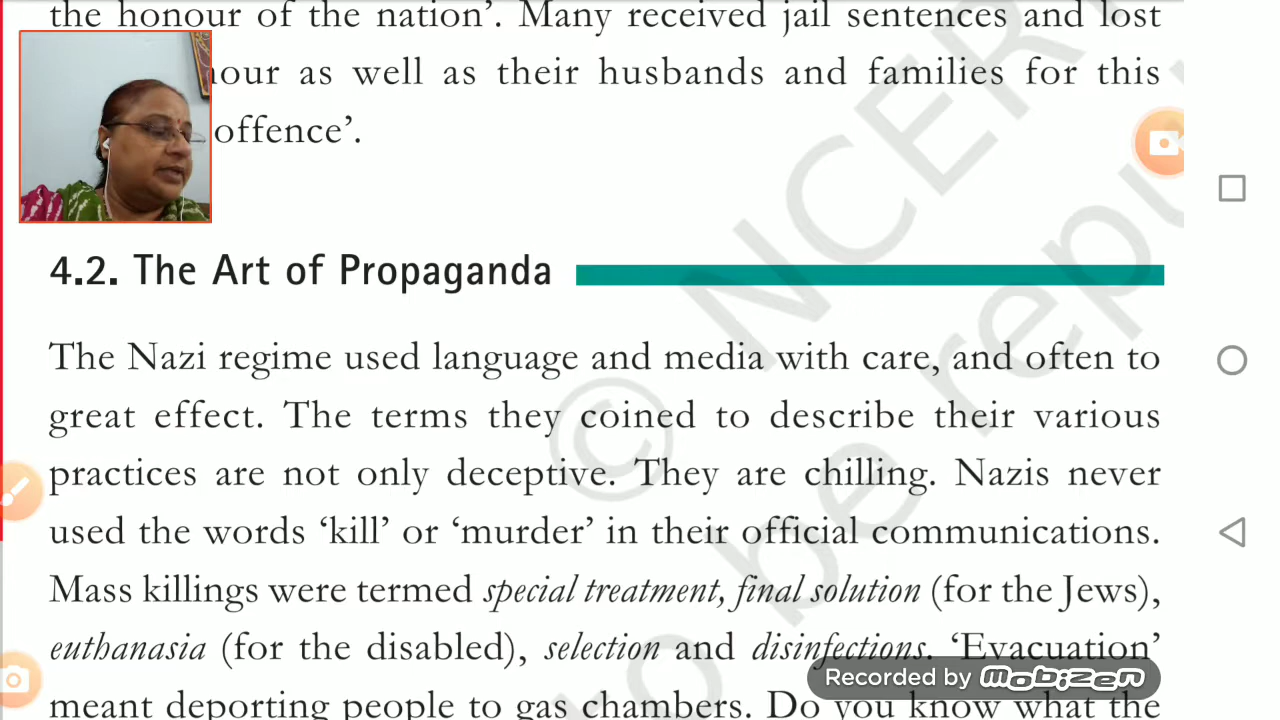 the honour of the nation'. Many received jail sentences and lost
nour as well as their husbands and families for this
offence'.
4.2. The Art of Propaganda
The Nazi regime used language and media with care, and often to
great effect. The terms they coined to describe their various
practices are not only deceptive. They are chilling. Nazis never
used the words 'kill' or 'murder' in their official communications.
Mass killings were termed special treatment, final solution (for the Jews),
euthanasia (for the disabled), selection and disinfections. 'Evacuation'
meant deporting people to gas chambers. Do you know what the
Recorded by mobizen
© NCER
to be repu